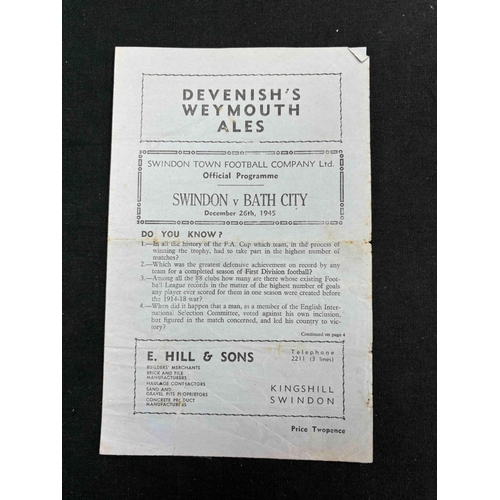 DEVENISH'S
WEYMOUTH
ALES
SWINDON TOWN FOOTBALL COMPANY Ltd.
Official Programme
SWINDON v BATH CITY
December 26th, 1945
DO YOU KNOW?
1.—In all the history of the F.A. Cup which team, in the process of
winning the trophy, had to take part in the highest number of
matches?
2.—Which was the greatest defensive achievement on record by any
team for a completed season of First Division football?
3.—Among all the 88 clubs how many are there whose existing Foot-
ball League records in the matter of the highest number of goals
any player ever scored for them in one season were created before
the 1914-18 war?
—When did it happen that a man, as a member of the English Inter-
national Selection Committee, voted against his own inclusion,
but figured in the match concerned, and led his country to vic-
tory?
Continued on page 4
E. HILL & SONS
BUILDERS' MERCHANTS
BRICK AND TILE
MANUFACTURERS
HAULAGE CONTRACTORS
SAND AND
GRAVEL PITS PROPRIETORS
CONCRETE PRODUCT
MANUFACTURERS
Telephone
2211 (3 lines)
KINGSHILL
SWINDON
Price Twopence